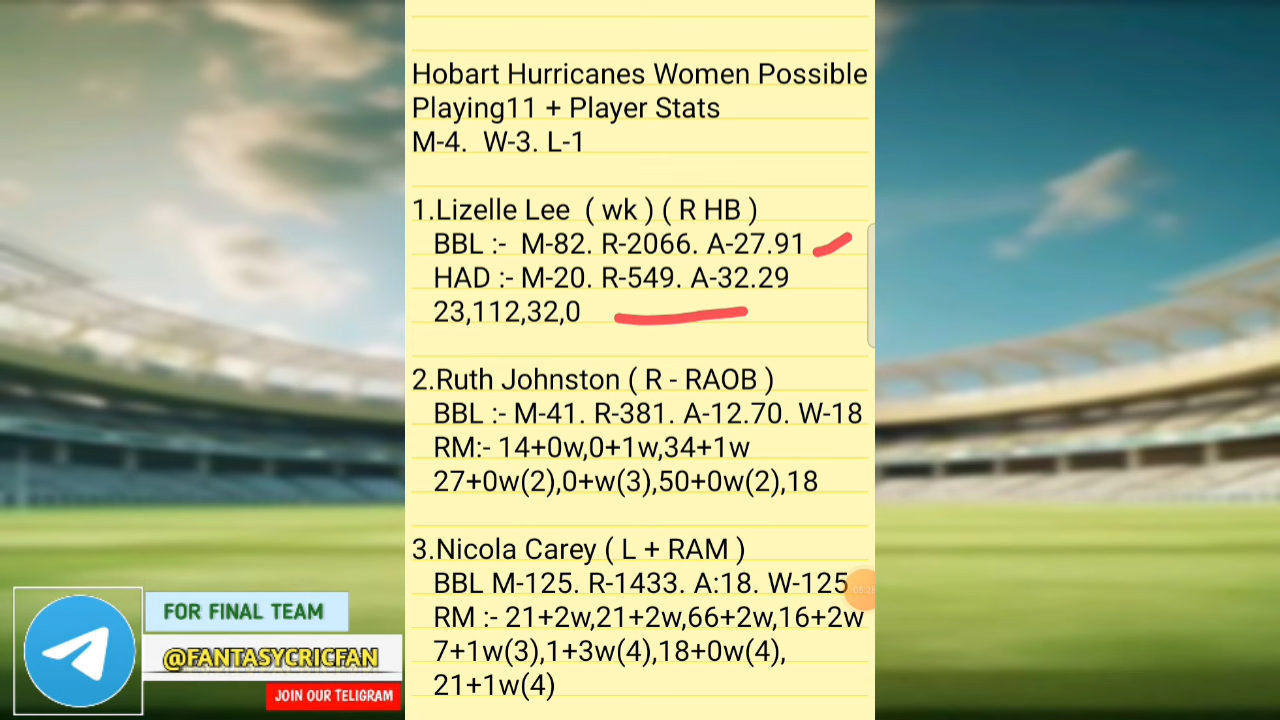 Hobart Hurricanes Women Possible
Playing11 + Player Stats
M-4. W-3. L-1
1.Lizelle Lee ( wk ) ( R HB )
BBL :- M-82. R-2066. A-27.91
HAD :- M-20. R-549. A-32.29
23,112,32,0
2.Ruth Johnston ( R - RAOB )
BBL :- M-41. R-381. A-12.70. W-18
RM:- 14+0w,0+1w,34+1w
27+0w(2),0+w(3),50+0w(2),18
3.Nicola Carey ( L + RAM )
BBL M-125. R-1433. A:18. W-125
RM :- 21+2w,21+2w,66+2w,16+2w
7+1w(3),1+3w(4),18+0w(4),
21+1w(4)
FOR FINAL TEAM
@FANTASYCRICFAN
JOIN OUR TELIGRAM